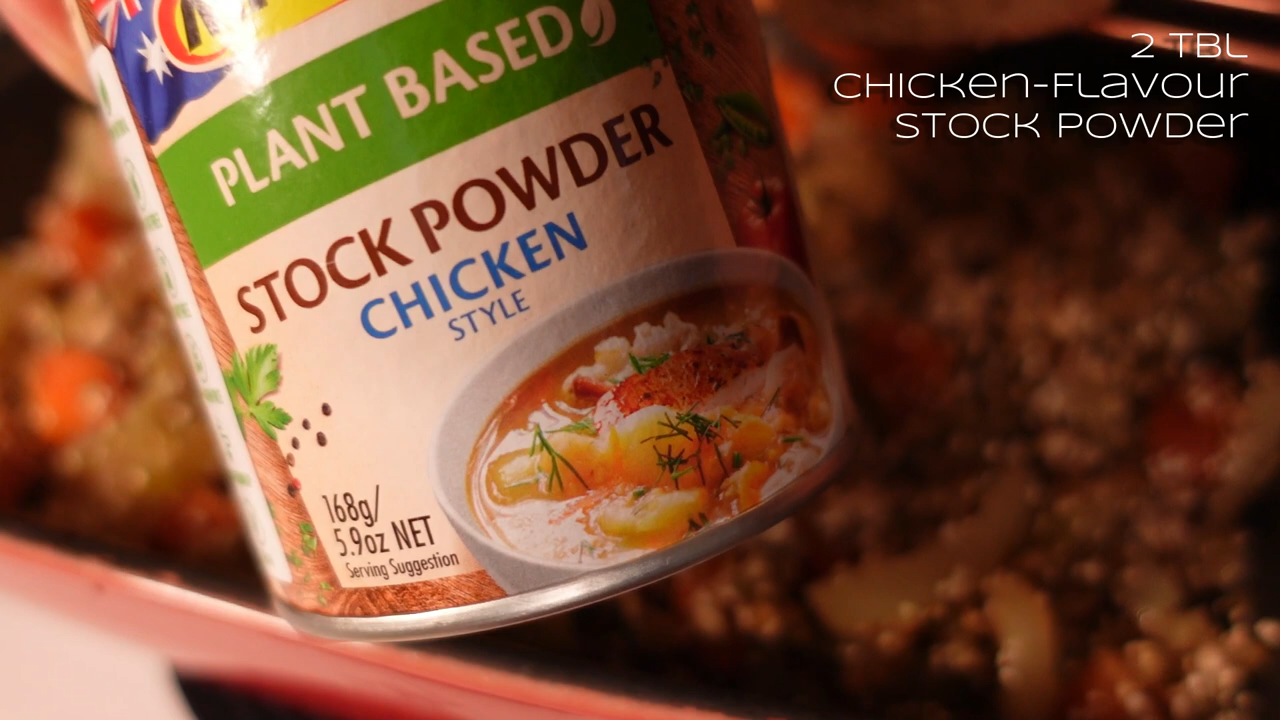 PLANT BASED
STOCK POWDER
CHICKEN
STYLE
168g/
5.9oz NET
Serving Suggestion
2 TBL
CHICKEN-FLAVOUR
STOCK POWDER